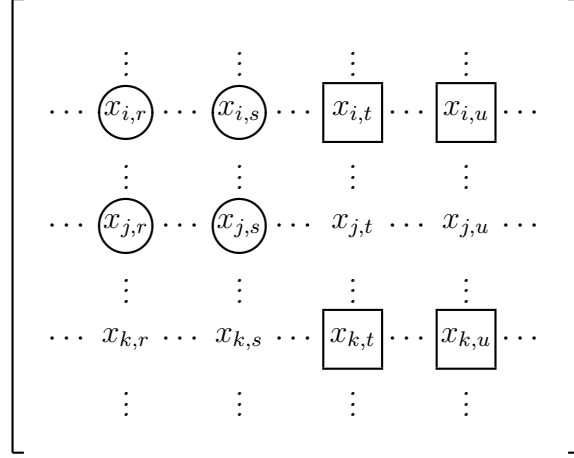 ⋮ ⋮ ⋮ ⋮
⋯ x_{i,r} ⋯ x_{i,s} ⋯ x_{i,t} ⋯ x_{i,u} ⋯
⋮ ⋮ ⋮ ⋮
⋯ x_{j,r} ⋯ x_{j,s} ⋯ x_{j,t} ⋯ x_{j,u} ⋯
⋮ ⋮ ⋮ ⋮
⋯ x_{k,r} ⋯ x_{k,s} ⋯ x_{k,t} ⋯ x_{k,u} ⋯
⋮ ⋮ ⋮ ⋮